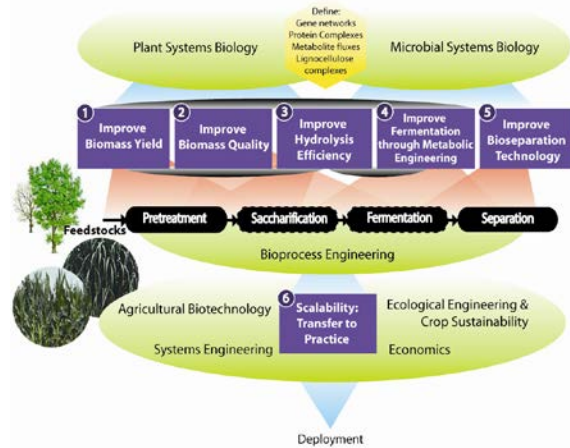 Define:
Gene networks
Protein Complexes
Metabolite fluxes
Lignocellulose
complexes
Plant Systems Biology
Microbial Systems Biology
1
Improve
Biomass Yield
2
Improve
Biomass Quality
3
Improve
Hydrolysis
Efficiency
4
Improve
Fermentation
through Metabolic
Engineering
5
Improve
Bioseparation
Technology
Feedstocks
Pretreatment
Saccharification
Fermentation
Separation
Bioprocess Engineering
Agricultural Biotechnology
6
Scalability:
Transfer to
Practice
Ecological Engineering &
Crop Sustainability
Systems Engineering
Economics
Deployment